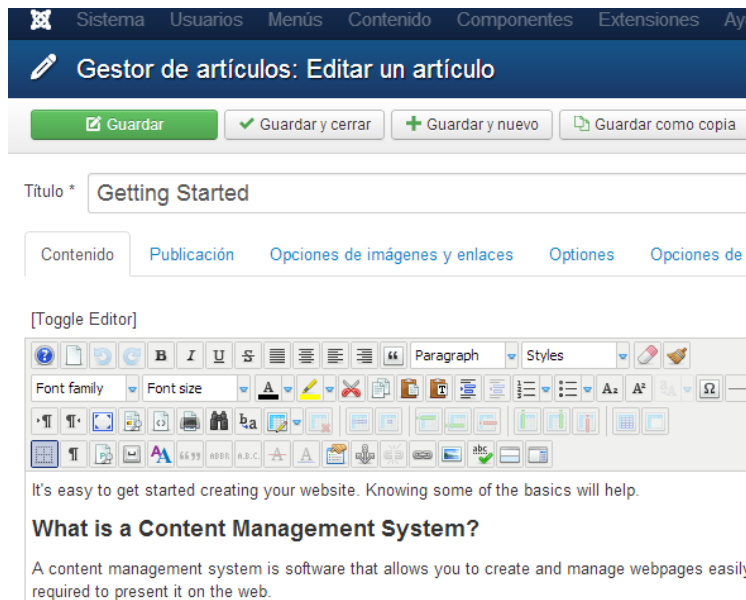 Sistema Usuarios Menús Contenido Componentes Extensiones Ay
Gestor de artículos: Editar un artículo
Guardar Guardar y cerrar Guardar y nuevo Guardar como copia
Título * Getting Started
Contenido Publicación Opciones de imágenes y enlaces Optiones Opciones de
[Toggle Editor]
Paragraph Styles
Font family Font size
It's easy to get started creating your website. Knowing some of the basics will help.
What is a Content Management System?
A content management system is software that allows you to create and manage webpages easily
required to present it on the web.